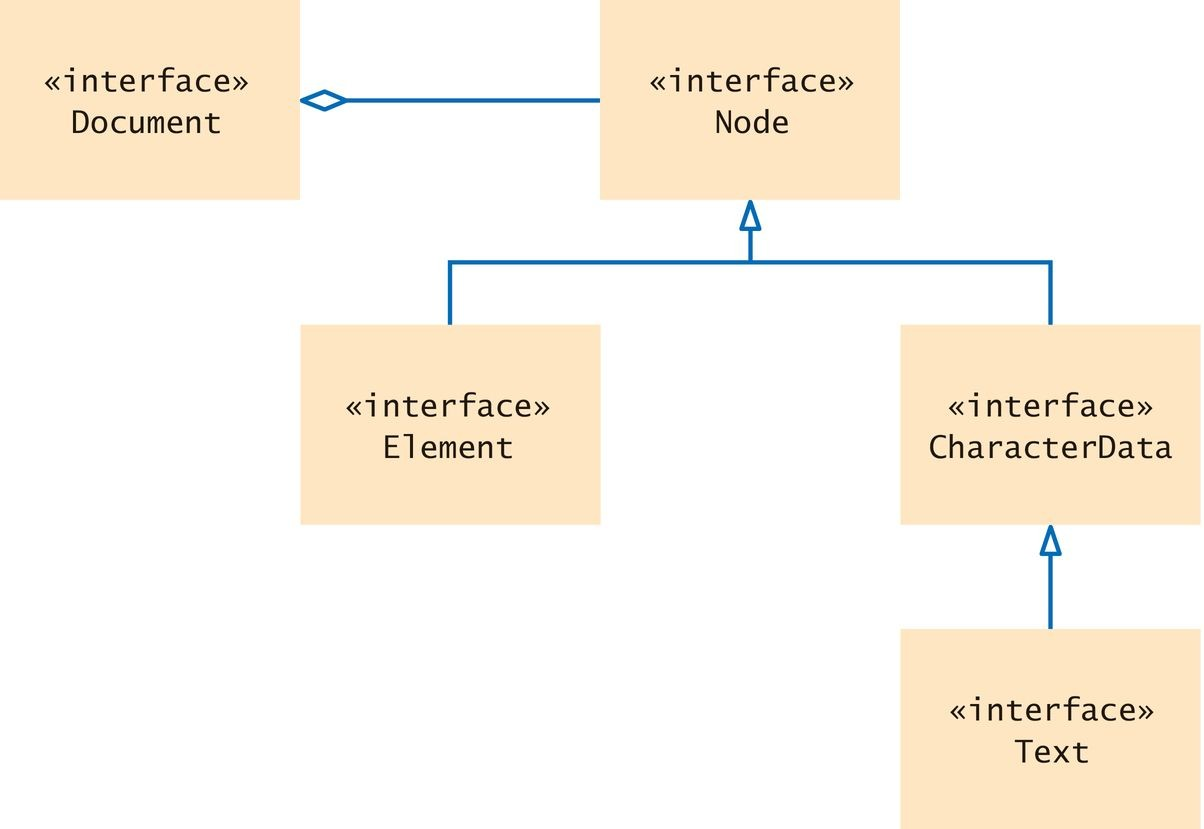 «interface»
Document
«interface»
Node
«interface»
Element
«interface»
CharacterData
«interface»
Text